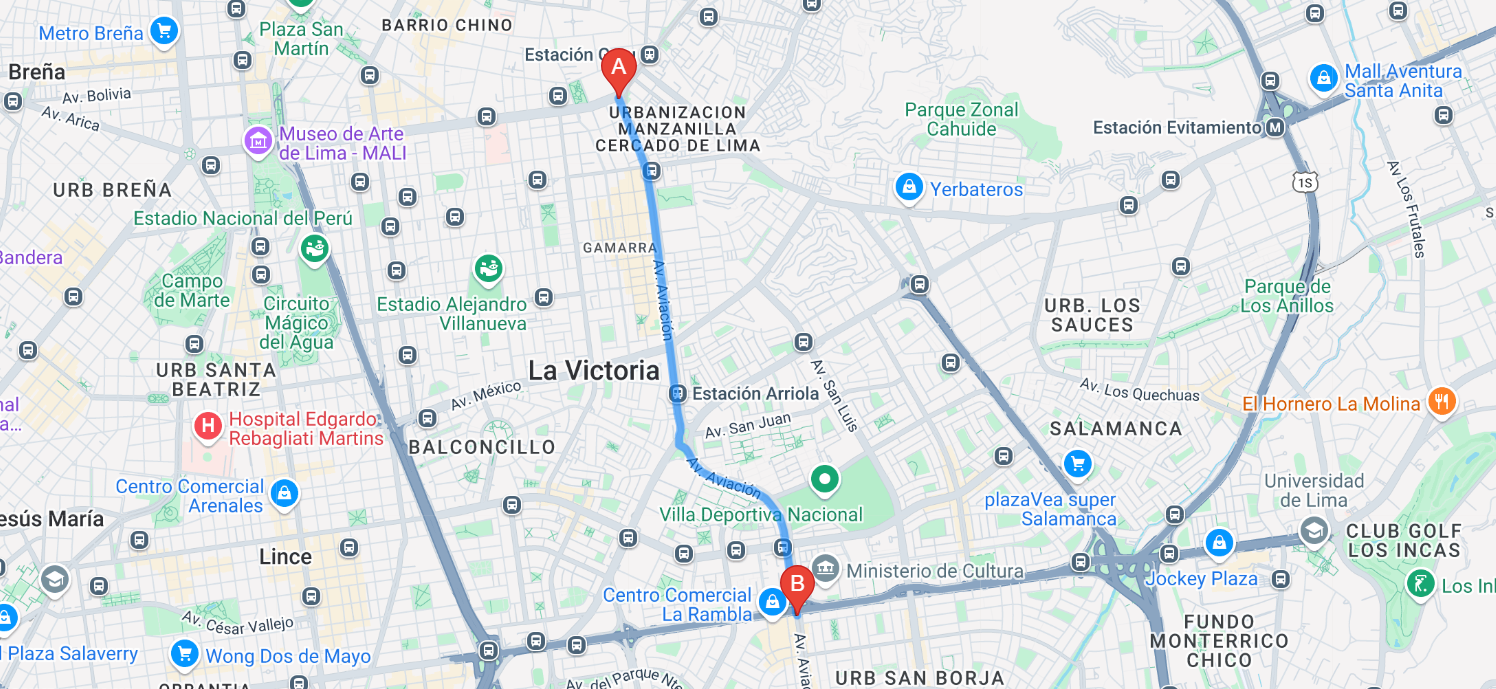 BARRIO CHINO
Metro Breña
Plaza San
Martín
Estación
A
Breña
Av. Bolivia
Av. Arica
Mall Aventura
Santa Anita
URBANIZACION
MANZANILLA
CERCADO DE LIMA
Parque Zonal
Cahuide
Estación Evitamiento
M
Museo de Arte
de Lima - MALI
URB BREÑA
Yerbateros
1S
Av Los Frutales
Estadio Nacional del Perú
GAMARRA
Bandera
Campo
de Marte
Av. Aviación
Estadio Alejandro
Villanueva
Circuito
Mágico
del Agua
URB. LOS
SAUCES
Parque de
Los Anillos
URB SANTA
BEATRIZ
La Victoria
Av. México
Estación Arriola
Av. San Luis
Av. Los Quechuas
El Hornero La Molina
H
Hospital Edgardo
Rebagliati Martins
Av. San Juan
SALAMANCA
BALCONCILLO
Av. Aviación
Centro Comercial
Arenales
Villa Deportiva Nacional
plazaVea super
Salamanca
Universidad
de Lima
esús María
CLUB GOLF
LOS INCAS
Lince
Ministerio de Cultura
B
Jockey Plaza
Los In
Centro Comercial
La Rambla
Av. César Vallejo
Plaza Salaverry
Wong Dos de Mayo
FUNDO
MONTERRICO
CHICO
Av. Aviac
Av. del Parque Nte
URB SAN BORJA
ORRANTIA